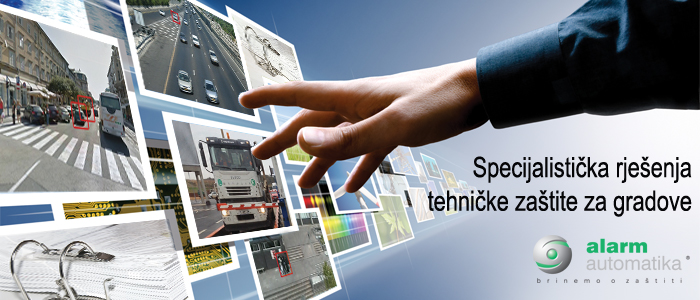 Specijalistička rješenja
tehničke zaštite za gradove
alarm
automatika®
brinemo o zaštiti